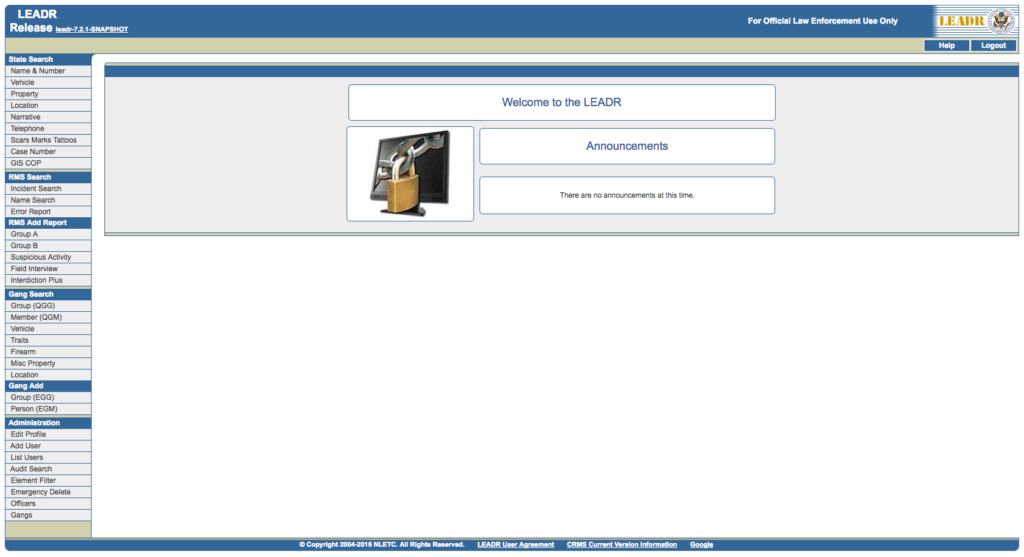 LEADR
Release leadr-7.2.1-SNAPSHOT
For Official Law Enforcement Use Only
LEADR
Help
Logout
State Search
Name & Number
Vehicle
Property
Location
Narrative
Telephone
Scars Marks Tattoos
Case Number
GIS COP
RMS Search
Incident Search
Name Search
Error Report
RMS Add Report
Group A
Group B
Suspicious Activity
Field Interview
Interdiction Plus
Gang Search
Group (QGG)
Member (QGM)
Vehicle
Traits
Firearm
Misc Property
Location
Gang Add
Group (EGG)
Person (EGM)
Administration
Edit Profile
Add User
List Users
Audit Search
Element Filter
Emergency Delete
Officers
Gangs
Welcome to the LEADR
Announcements
There are no announcements at this time.
© Copyright 2004-2016 NLETC. All Rights Reserved. LEADR User Agreement CRMS Current Version Information Google